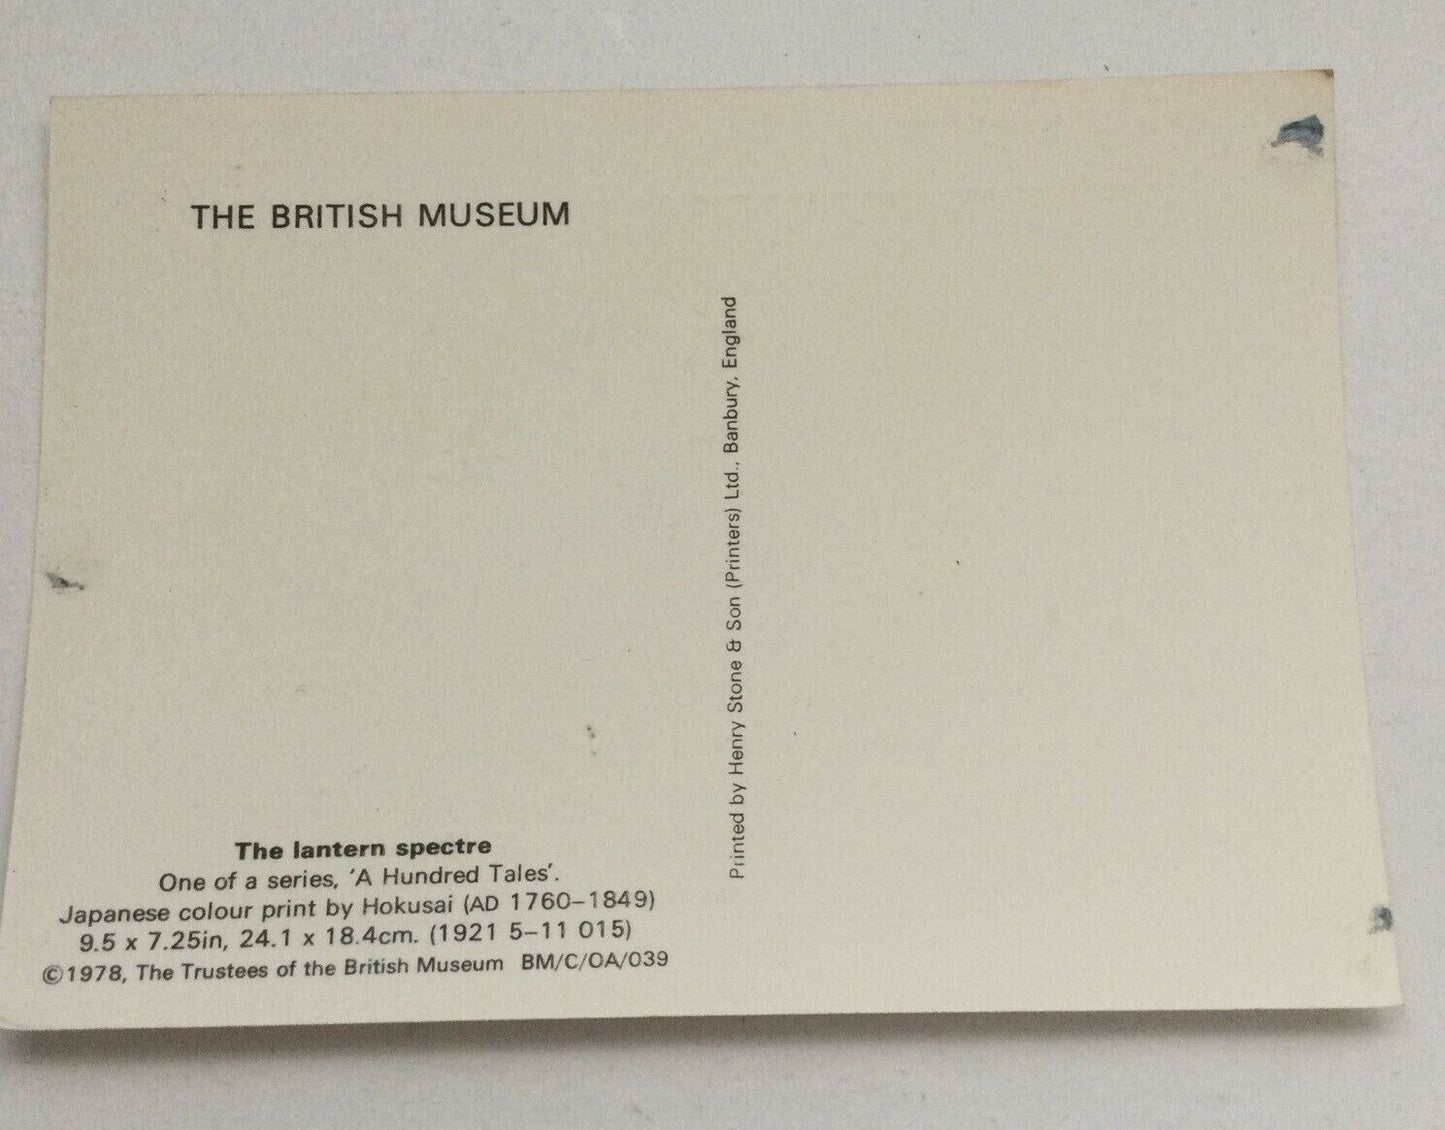 THE BRITISH MUSEUM
Printed by Henry Stone & Son (Printers) Ltd., Banbury, England
The lantern spectre
One of a series, 'A Hundred Tales'.
Japanese colour print by Hokusai (AD 1760–1849)
9.5 x 7.25in, 24.1 x 18.4cm. (1921 5–11 015)
©1978, The Trustees of the British Museum BM/C/OA/039